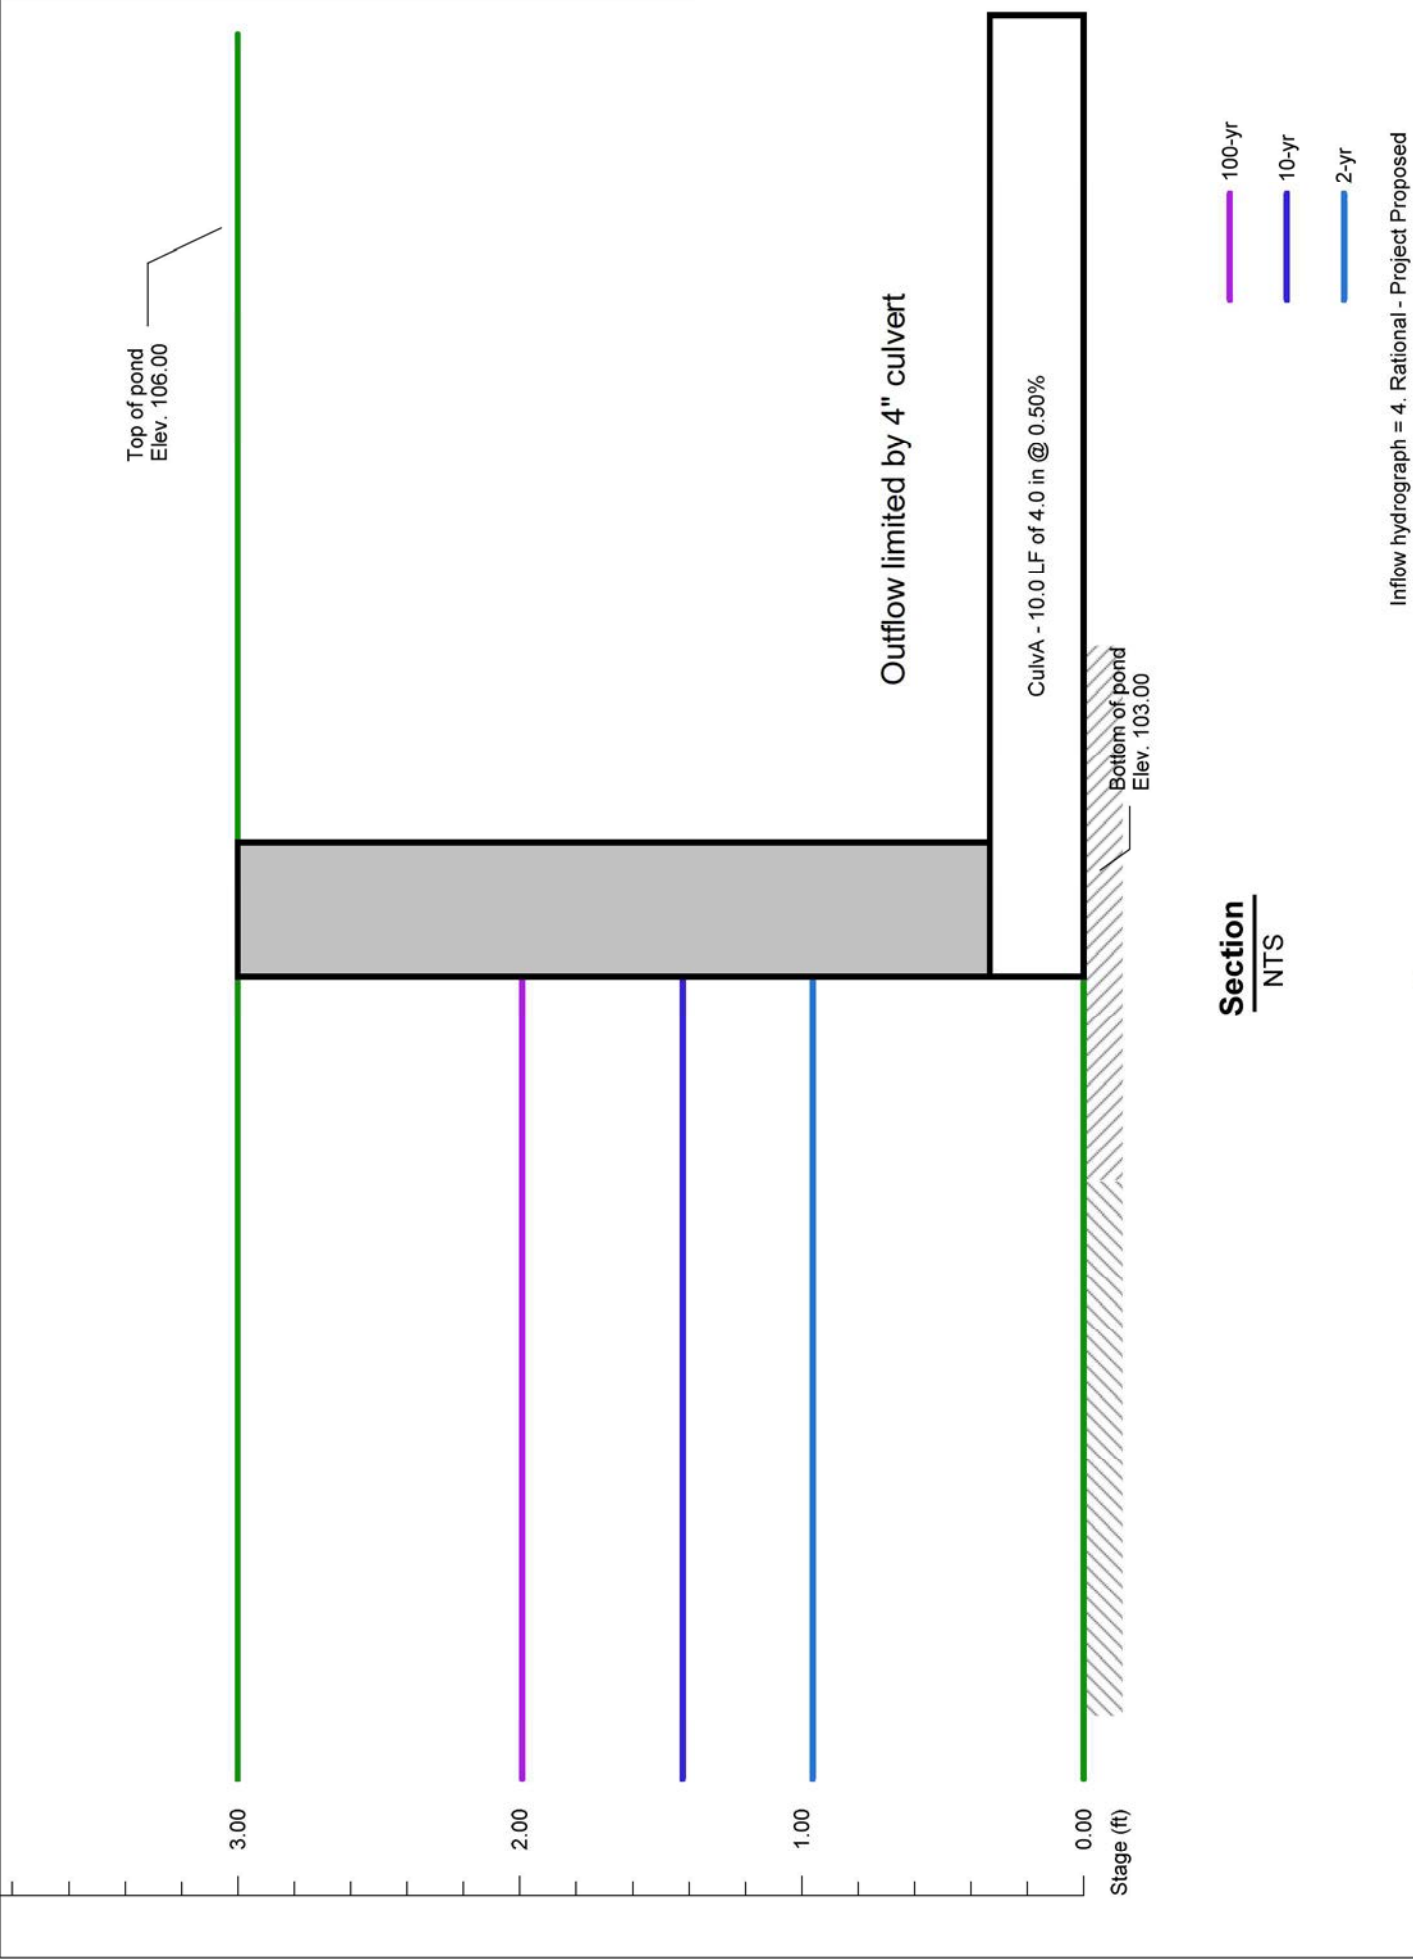 Top of pond
Elev. 106.00
3.00
2.00
1.00
0.00
Stage (ft)
Outflow limited by 4" culvert
CulvA - 10.0 LF of 4.0 in @ 0.50%
Bottom of pond
Elev. 103.00
Section
NTS
100-yr
10-yr
2-yr
Inflow hydrograph = 4. Rational - Project Proposed